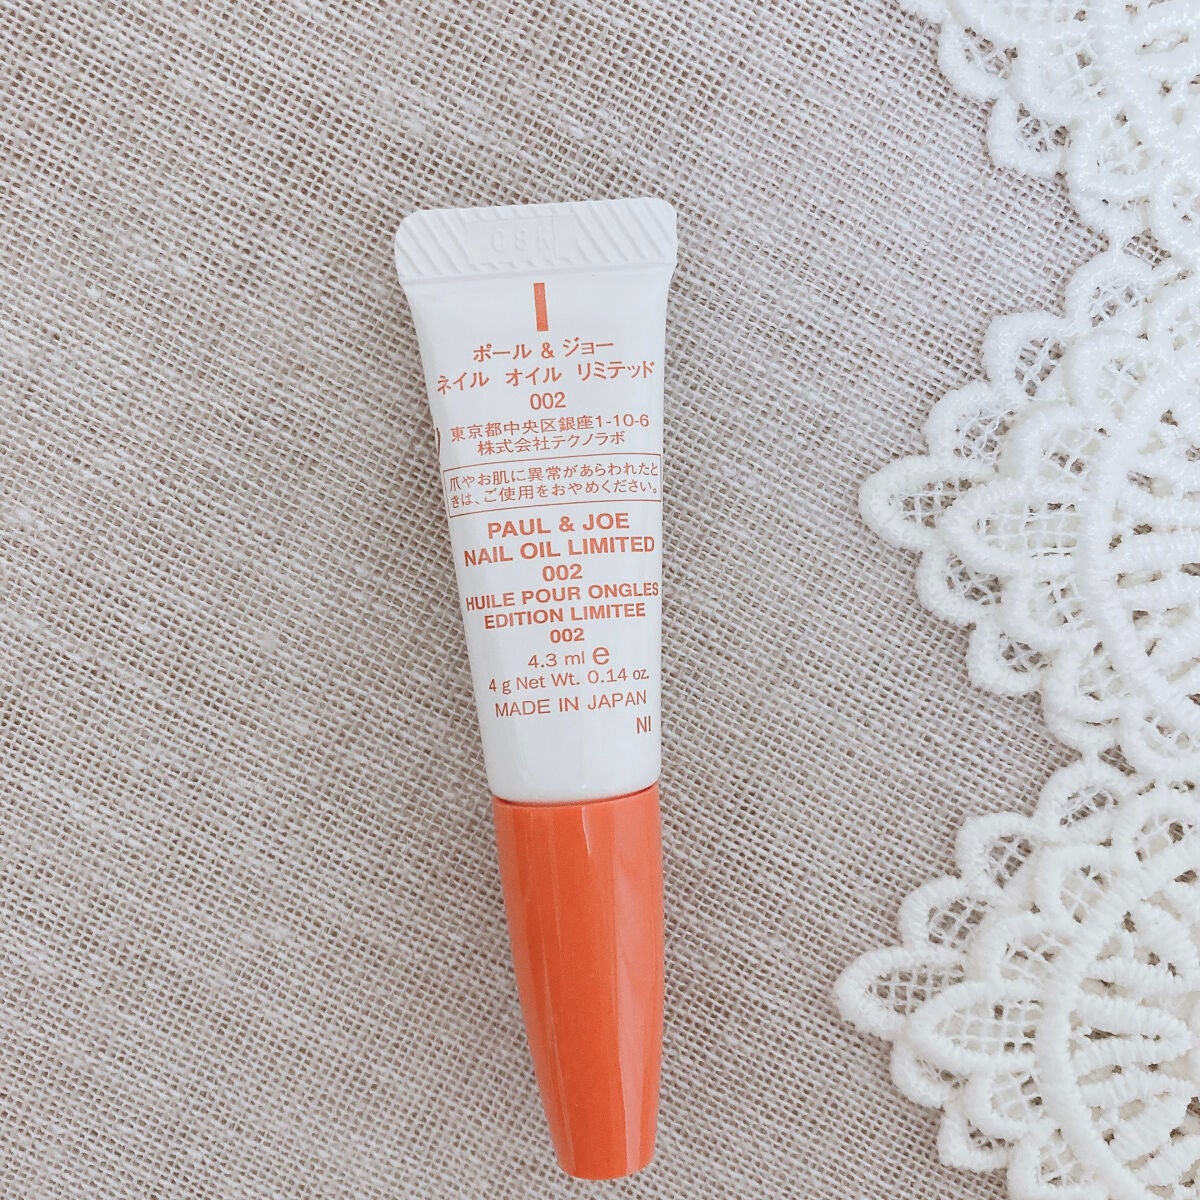 ポール & ジョー
ネイル オイル リミテッド
002
東京都中央区銀座1-10-6
株式会社テクノラボ
爪やお肌に異常があらわれたと
きは、ご使用をおやめください。
PAUL & JOE
NAIL OIL LIMITED
002
HUILE POUR ONGLES
EDITION LIMITEE
002
4.3 ml ℮
4 g Net Wt. 0.14 oz.
MADE IN JAPAN
NI